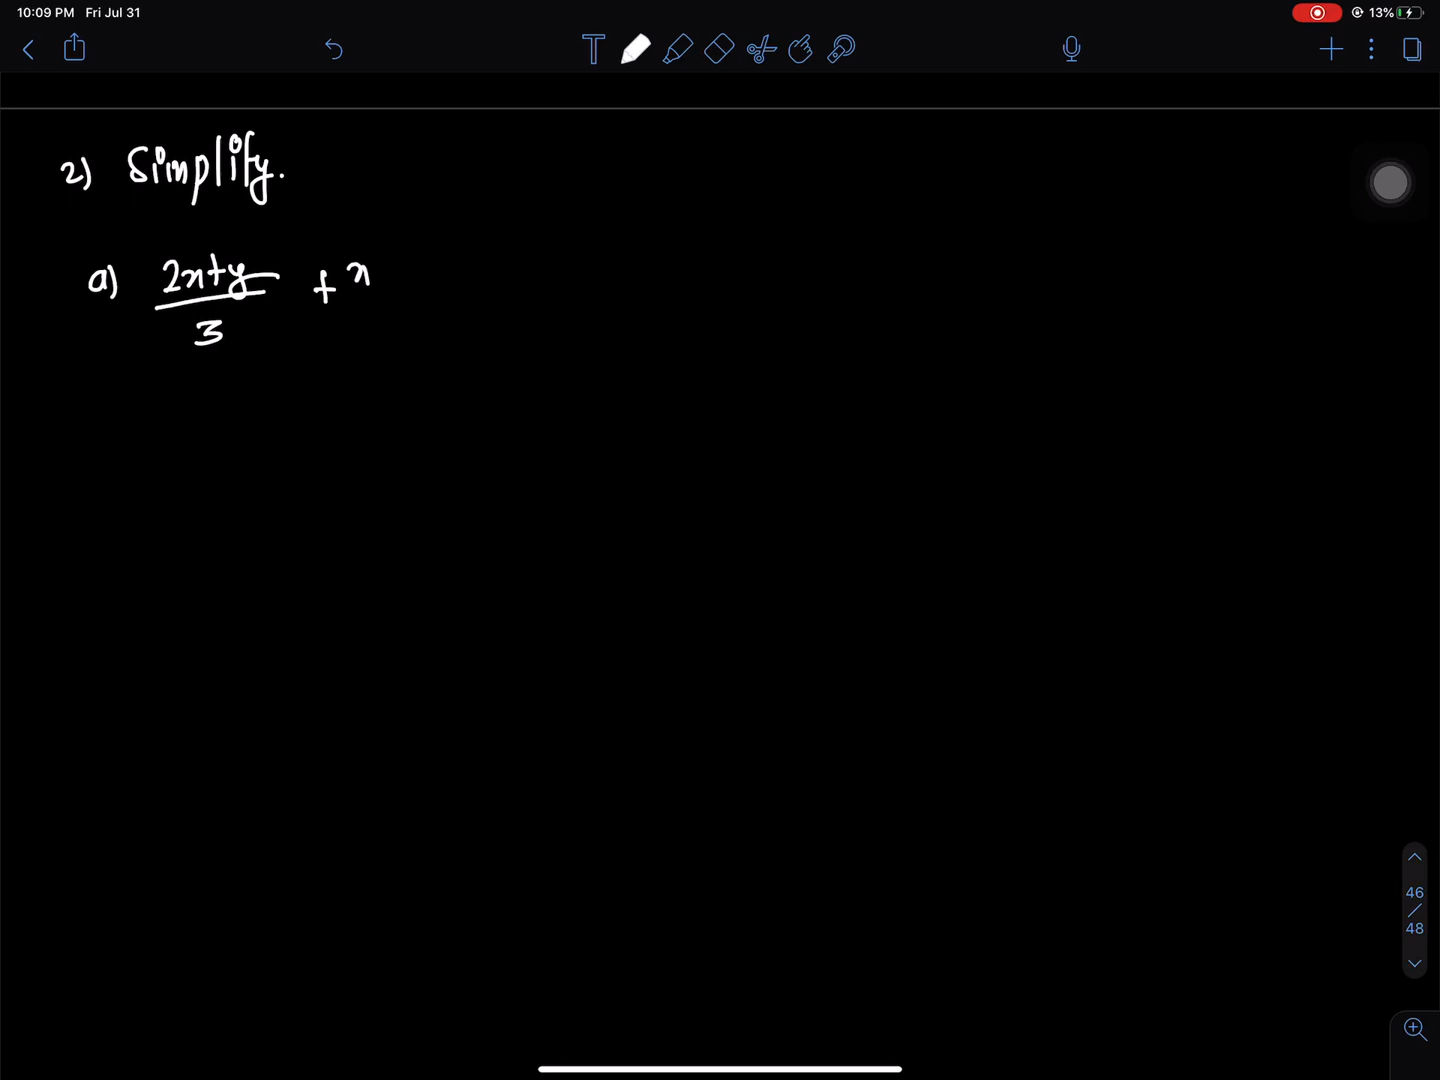 10:09 PM Fri Jul 31 13%
T
2) Simplify.
a) 2x+y/3 + x
46
/
48